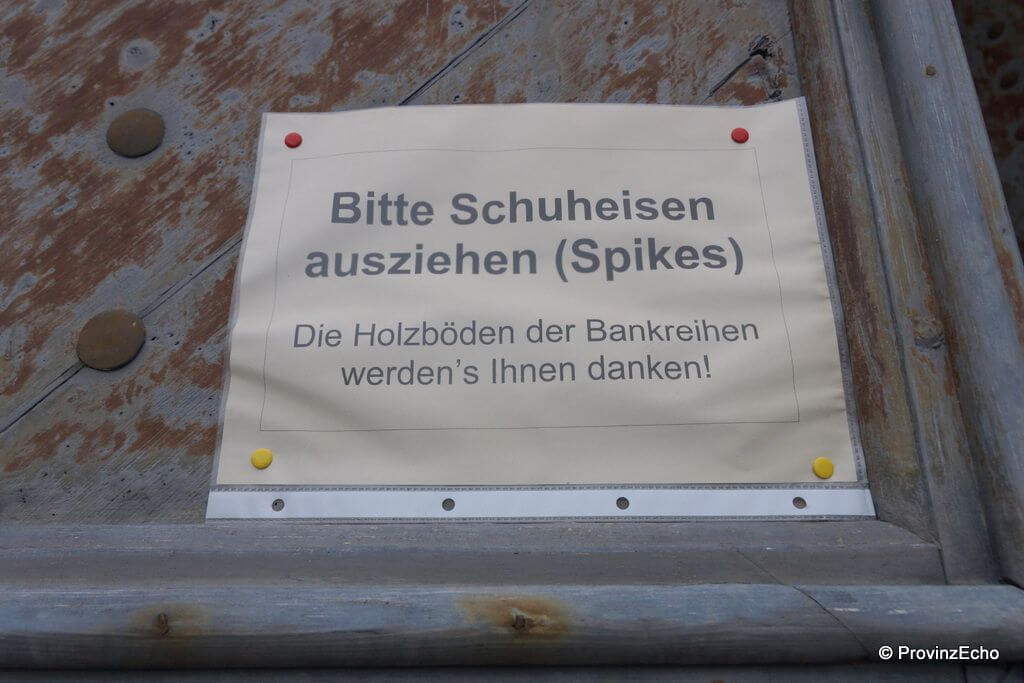 Bitte Schuheisen
ausziehen (Spikes)
Die Holzböden der Bankreihen
werden's Ihnen danken!
© ProvinzEcho